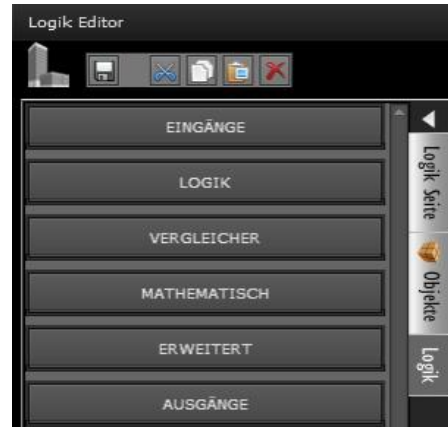 Logik Editor
EINGÄNGE
LOGIK
VERGLEICHER
MATHEMATISCH
ERWEITERT
AUSGÄNGE
Logik Seite
Objekte
Logik